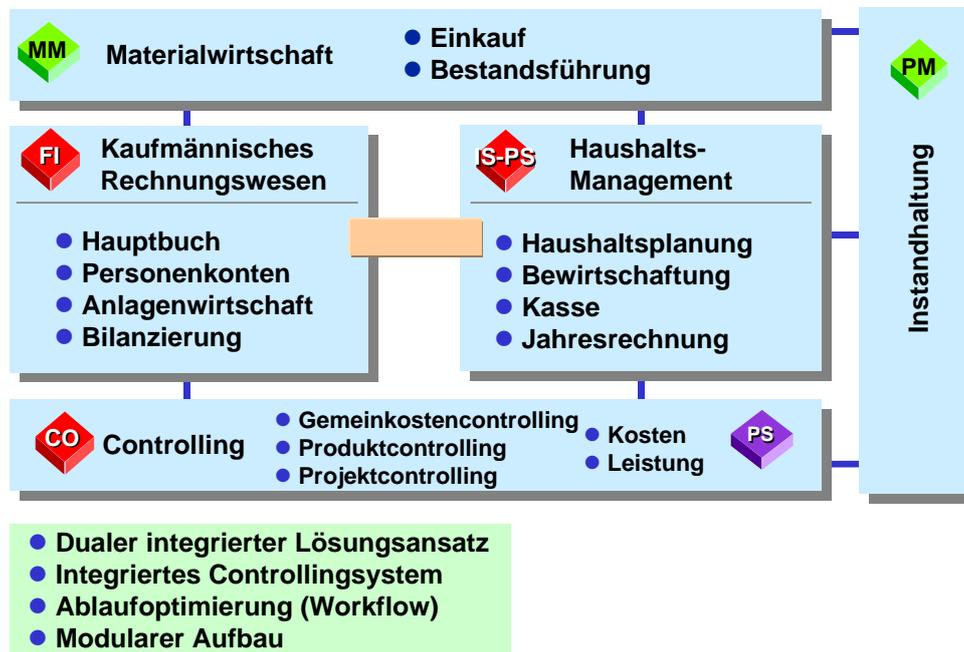 MM
Materialwirtschaft
● Einkauf
● Bestandsführung
PM
Instandhaltung
FI
Kaufmännisches
Rechnungswesen
● Hauptbuch
● Personenkonten
● Anlagenwirtschaft
● Bilanzierung
IS-PS
Haushalts-
Management
● Haushaltsplanung
● Bewirtschaftung
● Kasse
● Jahresrechnung
CO
Controlling
● Gemeinkostencontrolling
● Produktcontrolling
● Projektcontrolling
● Kosten
● Leistung
PS
● Dualer integrierter Lösungsansatz
● Integriertes Controllingsystem
● Ablaufoptimierung (Workflow)
● Modularer Aufbau